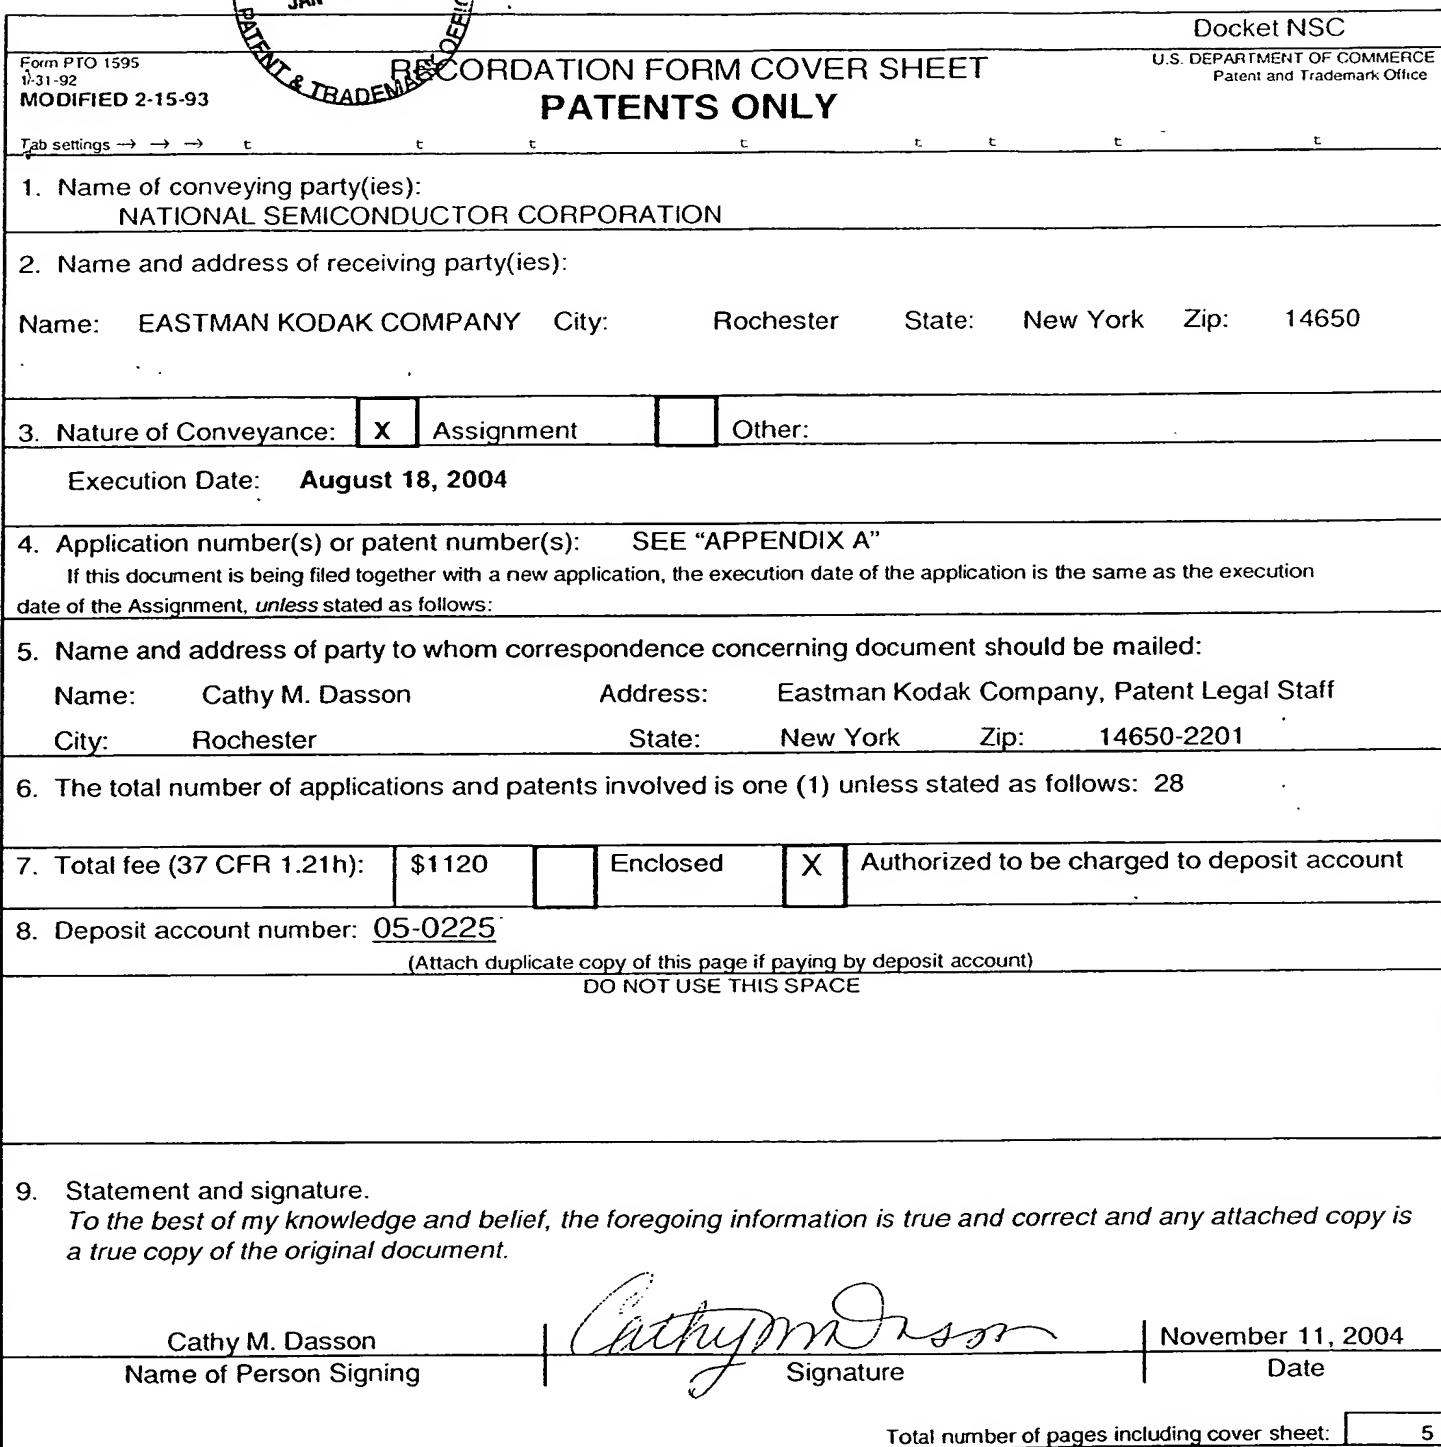 JAN
PATENT & TRADEMARK OFFIC
Docket NSC
Form PTO 1595
1-31-92
MODIFIED 2-15-93
RECORDATION FORM COVER SHEET
PATENTS ONLY
U.S. DEPARTMENT OF COMMERCE
Patent and Trademark Office
Tab settings → → → t t t t t t t t
1. Name of conveying party(ies):
NATIONAL SEMICONDUCTOR CORPORATION
2. Name and address of receiving party(ies):
Name: EASTMAN KODAK COMPANY City: Rochester State: New York Zip: 14650
3. Nature of Conveyance: X Assignment Other:
Execution Date: August 18, 2004
4. Application number(s) or patent number(s): SEE “APPENDIX A”
If this document is being filed together with a new application, the execution date of the application is the same as the execution
date of the Assignment, unless stated as follows:
5. Name and address of party to whom correspondence concerning document should be mailed:
Name: Cathy M. Dasson Address: Eastman Kodak Company, Patent Legal Staff
City: Rochester State: New York Zip: 14650-2201
6. The total number of applications and patents involved is one (1) unless stated as follows: 28
7. Total fee (37 CFR 1.21h): $1120 Enclosed X Authorized to be charged to deposit account
8. Deposit account number: 05-0225
(Attach duplicate copy of this page if paying by deposit account)
DO NOT USE THIS SPACE
9. Statement and signature.
To the best of my knowledge and belief, the foregoing information is true and correct and any attached copy is
a true copy of the original document.
Cathy M. Dasson Cathy M Dasson November 11, 2004
Name of Person Signing Signature Date
Total number of pages including cover sheet: 5